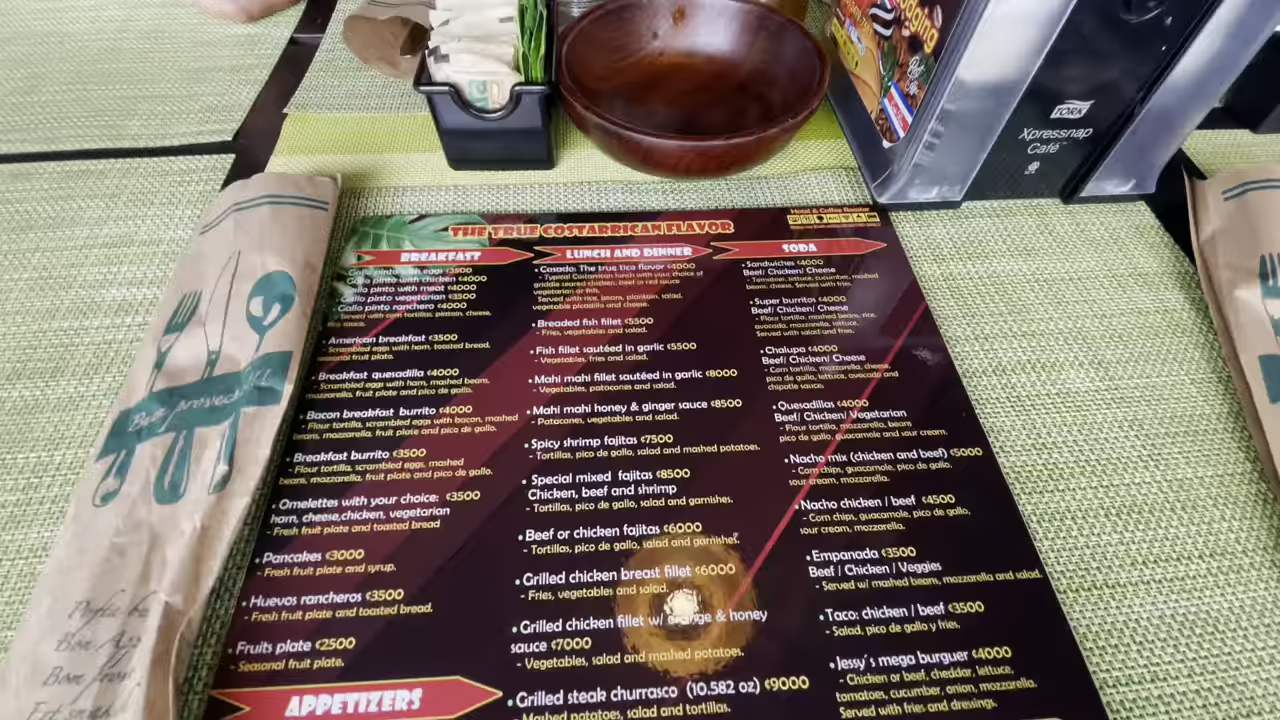 THE TRUE COSTARRICAN FLAVOR
Hotel & Coffee Roaster
BREAKFAST
Gallo pinto with eggs ¢3500
Gallo pinto with chicken ¢4000
Gallo pinto with meat ¢4000
Gallo pinto vegetarian ¢3500
Gallo pinto ranchero ¢4000
- Served with corn tortillas, platain, cheese,
sauce.
• American breakfast ¢3500
- Scrambled eggs with ham, toasted bread,
seasonal fruit plate.
• Breakfast quesadilla ¢4000
- Scrambled eggs with ham, mashed beans,
mozzarella, fruit plate and pico de gallo.
• Bacon breakfast burrito ¢4000
- Flour tortilla, scrambled eggs with bacon, mashed
beans, mozzarella, fruit plate and pico de gallo.
• Breakfast burrito ¢3500
- Flour tortilla, scrambled eggs, mashed
beans, mozzarella, fruit plate and pico de gallo.
• Omelettes with your choice: ¢3500
ham, cheese,chicken, vegetarian
- Fresh fruit plate and toasted bread
• Pancakes ¢3000
- Fresh fruit plate and syrup.
• Huevos rancheros ¢3500
- Fresh fruit plate and toasted bread.
• Fruits plate ¢2500
- Seasonal fruit plate.
APPETIZERS
LUNCH AND DINNER
• Casado: The true tico flavor ¢4000
- Typical Costarrican lunch with your choice of
griddle seared chicken, beef in red sauce
vegetarian or fish.
Served with rice, beans, plantain, salad,
vegetable picadillo and cheese.
• Breaded fish fillet ¢5500
- Fries, vegetables and salad.
• Fish fillet sautéed in garlic ¢5500
- Vegetables, fries and salad.
• Mahi mahi fillet sautéed in garlic ¢8000
- Vegetables, patacones and salad.
• Mahi mahi honey & ginger sauce ¢8500
- Patacones, vegetables and salad.
• Spicy shrimp fajitas ¢7500
- Tortillas, pico de gallo, salad and mashed potatoes.
• Special mixed fajitas ¢8500
Chicken, beef and shrimp
- Tortillas, pico de gallo, salad and garnishes.
• Beef or chicken fajitas ¢6000
- Tortillas, pico de gallo, salad and garnishes.
• Grilled chicken breast fillet ¢6000
- Fries, vegetables and salad.
• Grilled chicken fillet w/ orange & honey
sauce ¢7000
- Vegetables, salad and mashed potatoes.
• Grilled steak churrasco (10.582 oz) ¢9000
- Mashed potatoes, salad and tortillas.
SODA
• Sandwiches ¢4000
Beef/ Chicken/ Cheese
- Tomatoes, lettuce, cucumber, mashed
beans, cheese. Served with fries.
• Super burritos ¢4000
Beef/ Chicken/ Cheese
- Flour tortilla, mashed beans, rice,
avocado, mozzarella, lettuce.
Served with salad and fries.
• Chalupa ¢4000
Beef/ Chicken/ Cheese
- Corn tortilla, mozzarella, cheese,
pico de gallo, lettuce, avocado and
chipotle sauce.
• Quesadillas ¢4000
Beef/ Chicken/ Vegetarian
- Flour tortilla, mozzarella, beans
pico de gallo, guacamole and sour cream.
• Nacho mix (chicken and beef) ¢5000
- Corn chips, guacamole, pico de gallo,
sour cream, mozzarella.
• Nacho chicken / beef ¢4500
- Corn chips, guacamole, pico de gallo,
sour cream, mozzarella.
• Empanada ¢3500
Beef / Chicken / Veggies
- Served w/ mashed beans, mozzarella and salad.
• Taco: chicken / beef ¢3500
- Salad, pico de gallo y fries.
• Jessy´s mega burguer ¢4000
- Chicken or beef, cheddar, lettuce,
tomatoes, cucumber, onion, mozzarella.
Served with fries and dressings.
TORK
Xpressnap
Café
Buen provecho
Bon